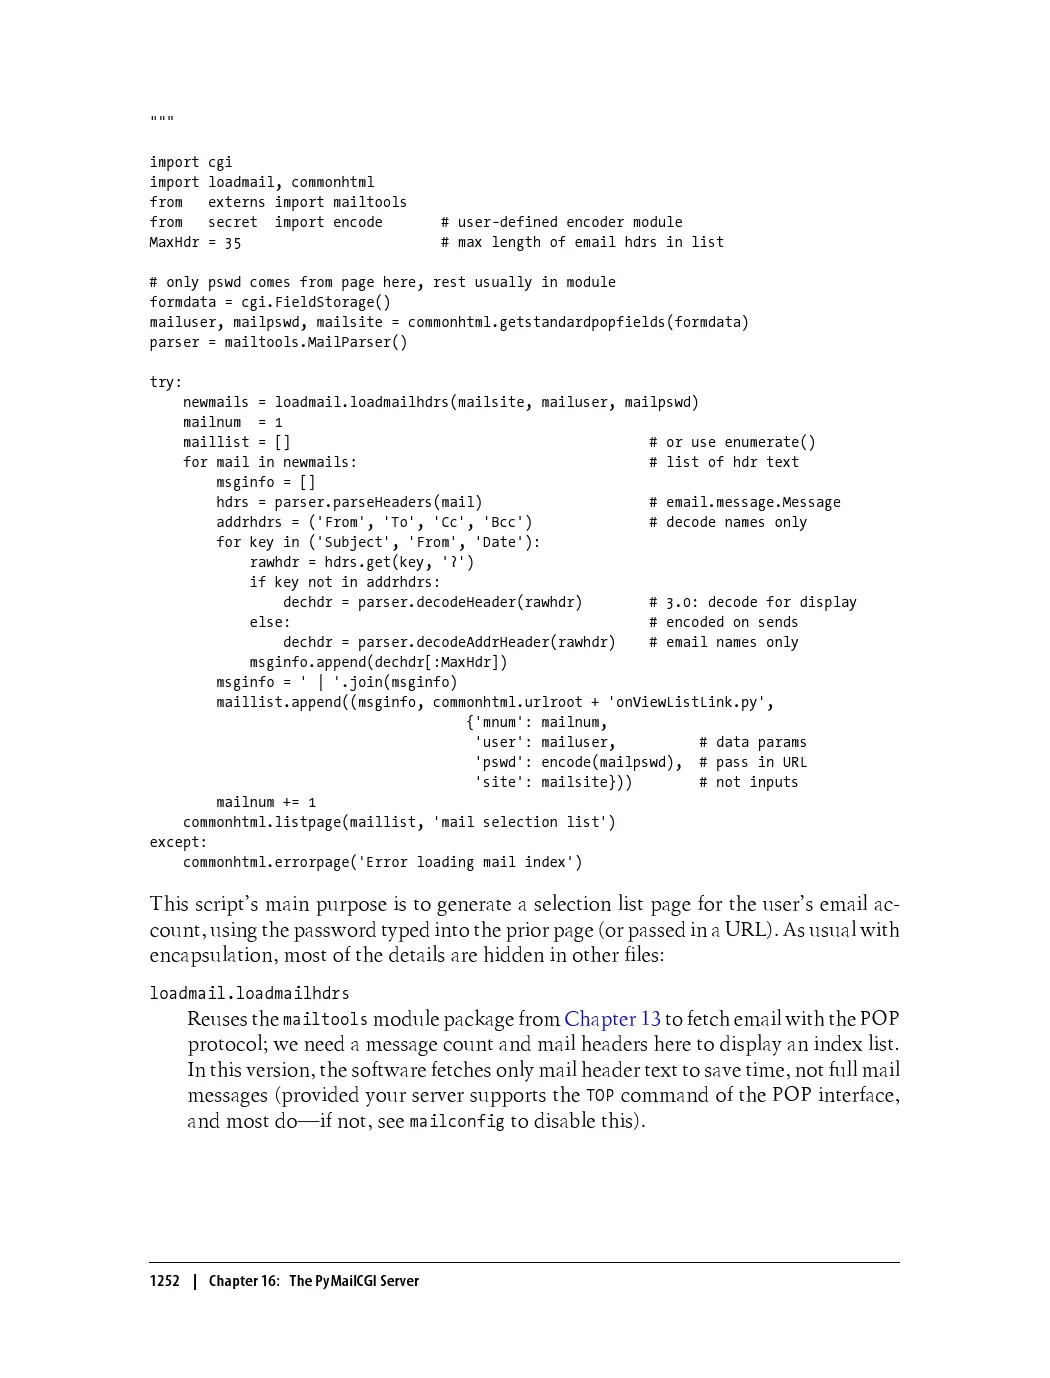 """
import cgi
import loadmail, commonhtml
from   externs import mailtools
from   secret  import encode       # user-defined encoder module
MaxHdr = 35                        # max length of email hdrs in list
# only pswd comes from page here, rest usually in module
formdata = cgi.FieldStorage()
mailuser, mailpswd, mailsite = commonhtml.getstandardpopfields(formdata)
parser = mailtools.MailParser()
try:
    newmails = loadmail.loadmailhdrs(mailsite, mailuser, mailpswd)
    mailnum  = 1
    maillist = []                                           # or use enumerate()
    for mail in newmails:                                   # list of hdr text
        msginfo = []
        hdrs = parser.parseHeaders(mail)                    # email.message.Message
        addrhdrs = ('From', 'To', 'Cc', 'Bcc')              # decode names only
        for key in ('Subject', 'From', 'Date'):
            rawhdr = hdrs.get(key, '?')
            if key not in addrhdrs:
                dechdr = parser.decodeHeader(rawhdr)        # 3.0: decode for display
            else:                                           # encoded on sends
                dechdr = parser.decodeAddrHeader(rawhdr)    # email names only
            msginfo.append(dechdr[:MaxHdr])
        msginfo = ' | '.join(msginfo)
        maillist.append((msginfo, commonhtml.urlroot + 'onViewListLink.py',
                                      {'mnum': mailnum,
                                       'user': mailuser,          # data params
                                       'pswd': encode(mailpswd),  # pass in URL
                                       'site': mailsite}))        # not inputs
        mailnum += 1
    commonhtml.listpage(maillist, 'mail selection list')
except:
    commonhtml.errorpage('Error loading mail index')
This script’s main purpose is to generate a selection list page for the user’s email ac-
count, using the password typed into the prior page (or passed in a URL). As usual with
encapsulation, most of the details are hidden in other files:
loadmail.loadmailhdrs
Reuses the mailtools module package from Chapter 13 to fetch email with the POP
protocol; we need a message count and mail headers here to display an index list.
In this version, the software fetches only mail header text to save time, not full mail
messages (provided your server supports the TOP command of the POP interface,
and most do—if not, see mailconfig to disable this).
1252 | Chapter 16: The PyMailCGI Server